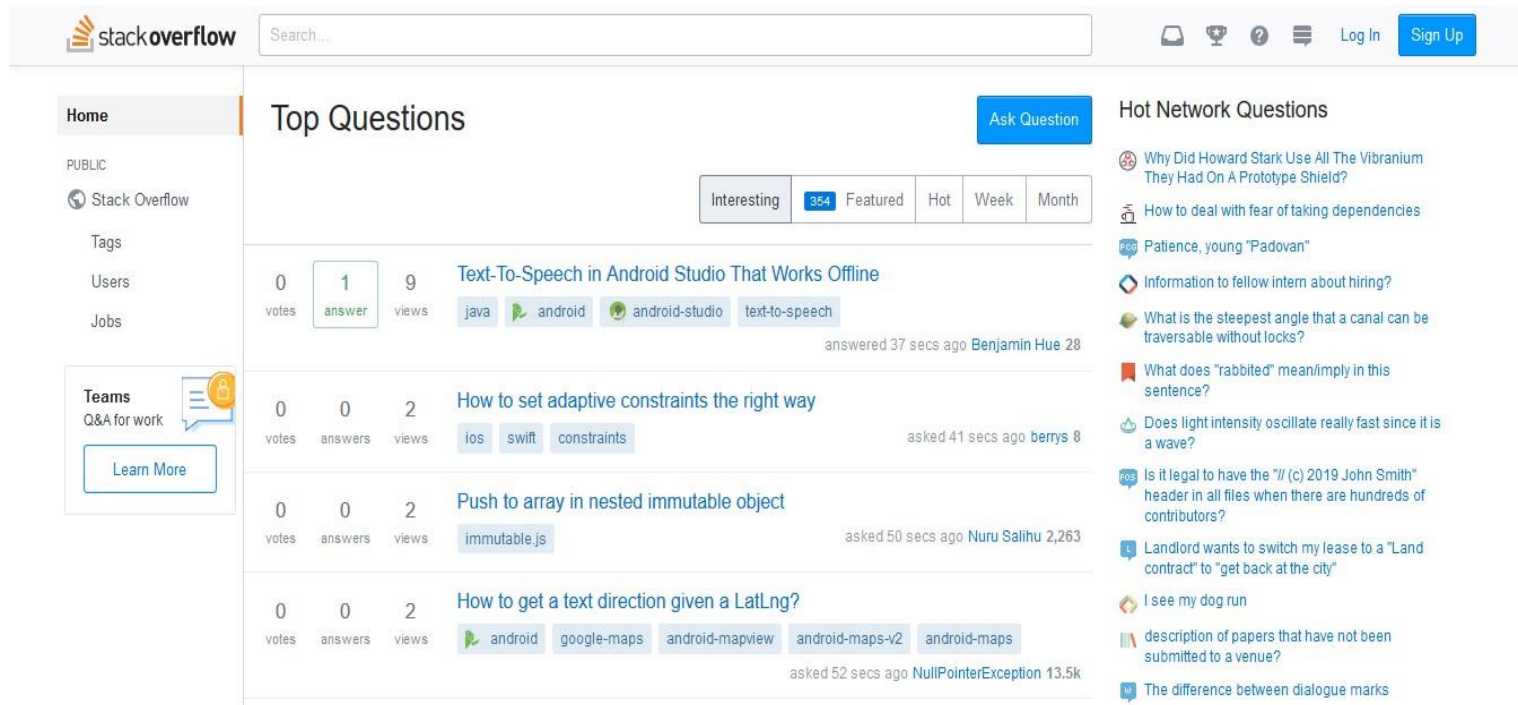 stackoverflow
Search...
Log In
Sign Up
Home
PUBLIC
Stack Overflow
Tags
Users
Jobs
Teams
Q&A for work
Learn More
Top Questions
Ask Question
Interesting
354 Featured
Hot
Week
Month
0 votes
1 answer
9 views
Text-To-Speech in Android Studio That Works Offline
java android android-studio text-to-speech
answered 37 secs ago Benjamin Hue 28
0 votes
0 answers
2 views
How to set adaptive constraints the right way
ios swift constraints
asked 41 secs ago berrys 8
0 votes
0 answers
2 views
Push to array in nested immutable object
immutable.js
asked 50 secs ago Nuru Salihu 2,263
0 votes
0 answers
2 views
How to get a text direction given a LatLng?
android google-maps android-mapview android-maps-v2 android-maps
asked 52 secs ago NullPointerException 13.5k
Hot Network Questions
Why Did Howard Stark Use All The Vibranium
They Had On A Prototype Shield?
How to deal with fear of taking dependencies
PCG
Patience, young "Padovan"
Information to fellow intern about hiring?
What is the steepest angle that a canal can be
traversable without locks?
What does "rabbited" mean/imply in this
sentence?
Does light intensity oscillate really fast since it is
a wave?
FOS
Is it legal to have the "// (c) 2019 John Smith"
header in all files when there are hundreds of
contributors?
L
Landlord wants to switch my lease to a "Land
contract" to "get back at the city"
I see my dog run
description of papers that have not been
submitted to a venue?
W
The difference between dialogue marks